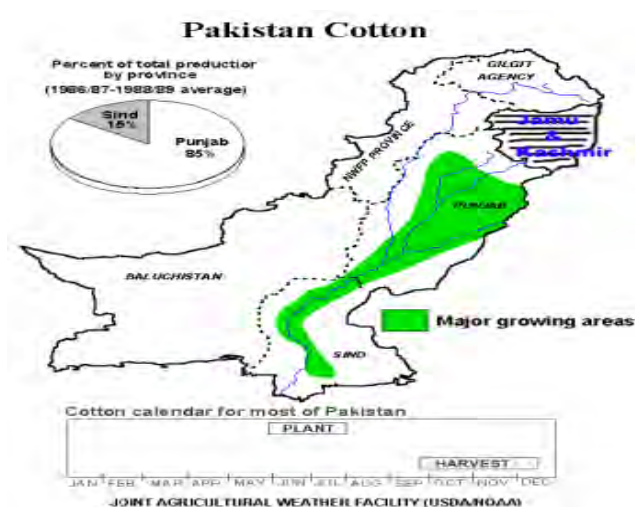 Pakistan Cotton
Percent of total production
by province
(1986/87-1988/89 average)
Sind
15%
Punjab
85%
GILGIT
AGENCY
Jamu
&
Kashmir
NWFP PROVINCE
PUNJAB
BALUCHISTAN
Major growing areas
SIND
Cotton calendar for most of Pakistan
PLANT
HARVEST
JAN FEB MAR APR MAY JUN JUL AUG SEP OCT NOV DEC
JOINT AGRICULTURAL WEATHER FACILITY (USDA/NOAA)